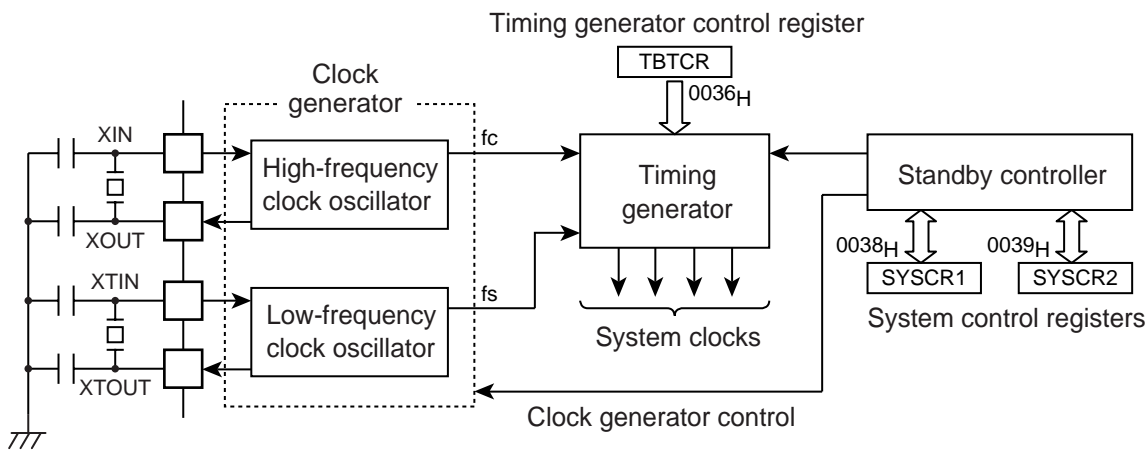 Timing generator control register
TBTCR
0036H
Clock
generator
XIN
High-frequency
clock oscillator
fc
XOUT
Timing
generator
Standby controller
0038H
0039H
SYSCR1
SYSCR2
System control registers
XTIN
Low-frequency
clock oscillator
fs
XTOUT
System clocks
Clock generator control